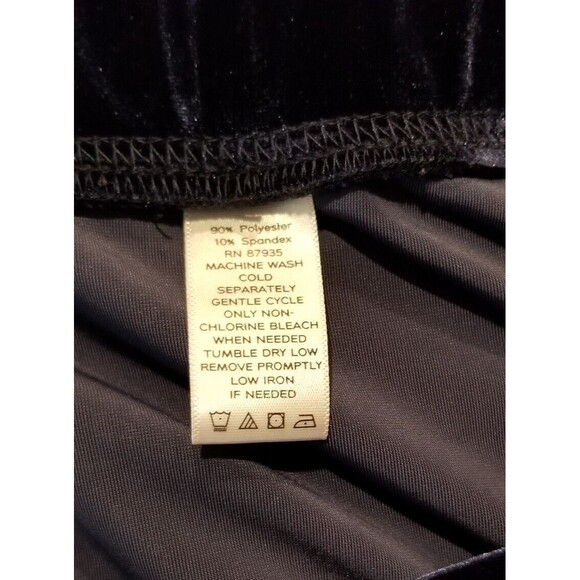 90% Polyester
10% Spandex
RN 87935
MACHINE WASH
COLD
SEPARATELY
GENTLE CYCLE
ONLY NON-
CHLORINE BLEACH
WHEN NEEDED
TUMBLE DRY LOW
REMOVE PROMPTLY
LOW IRON
IF NEEDED